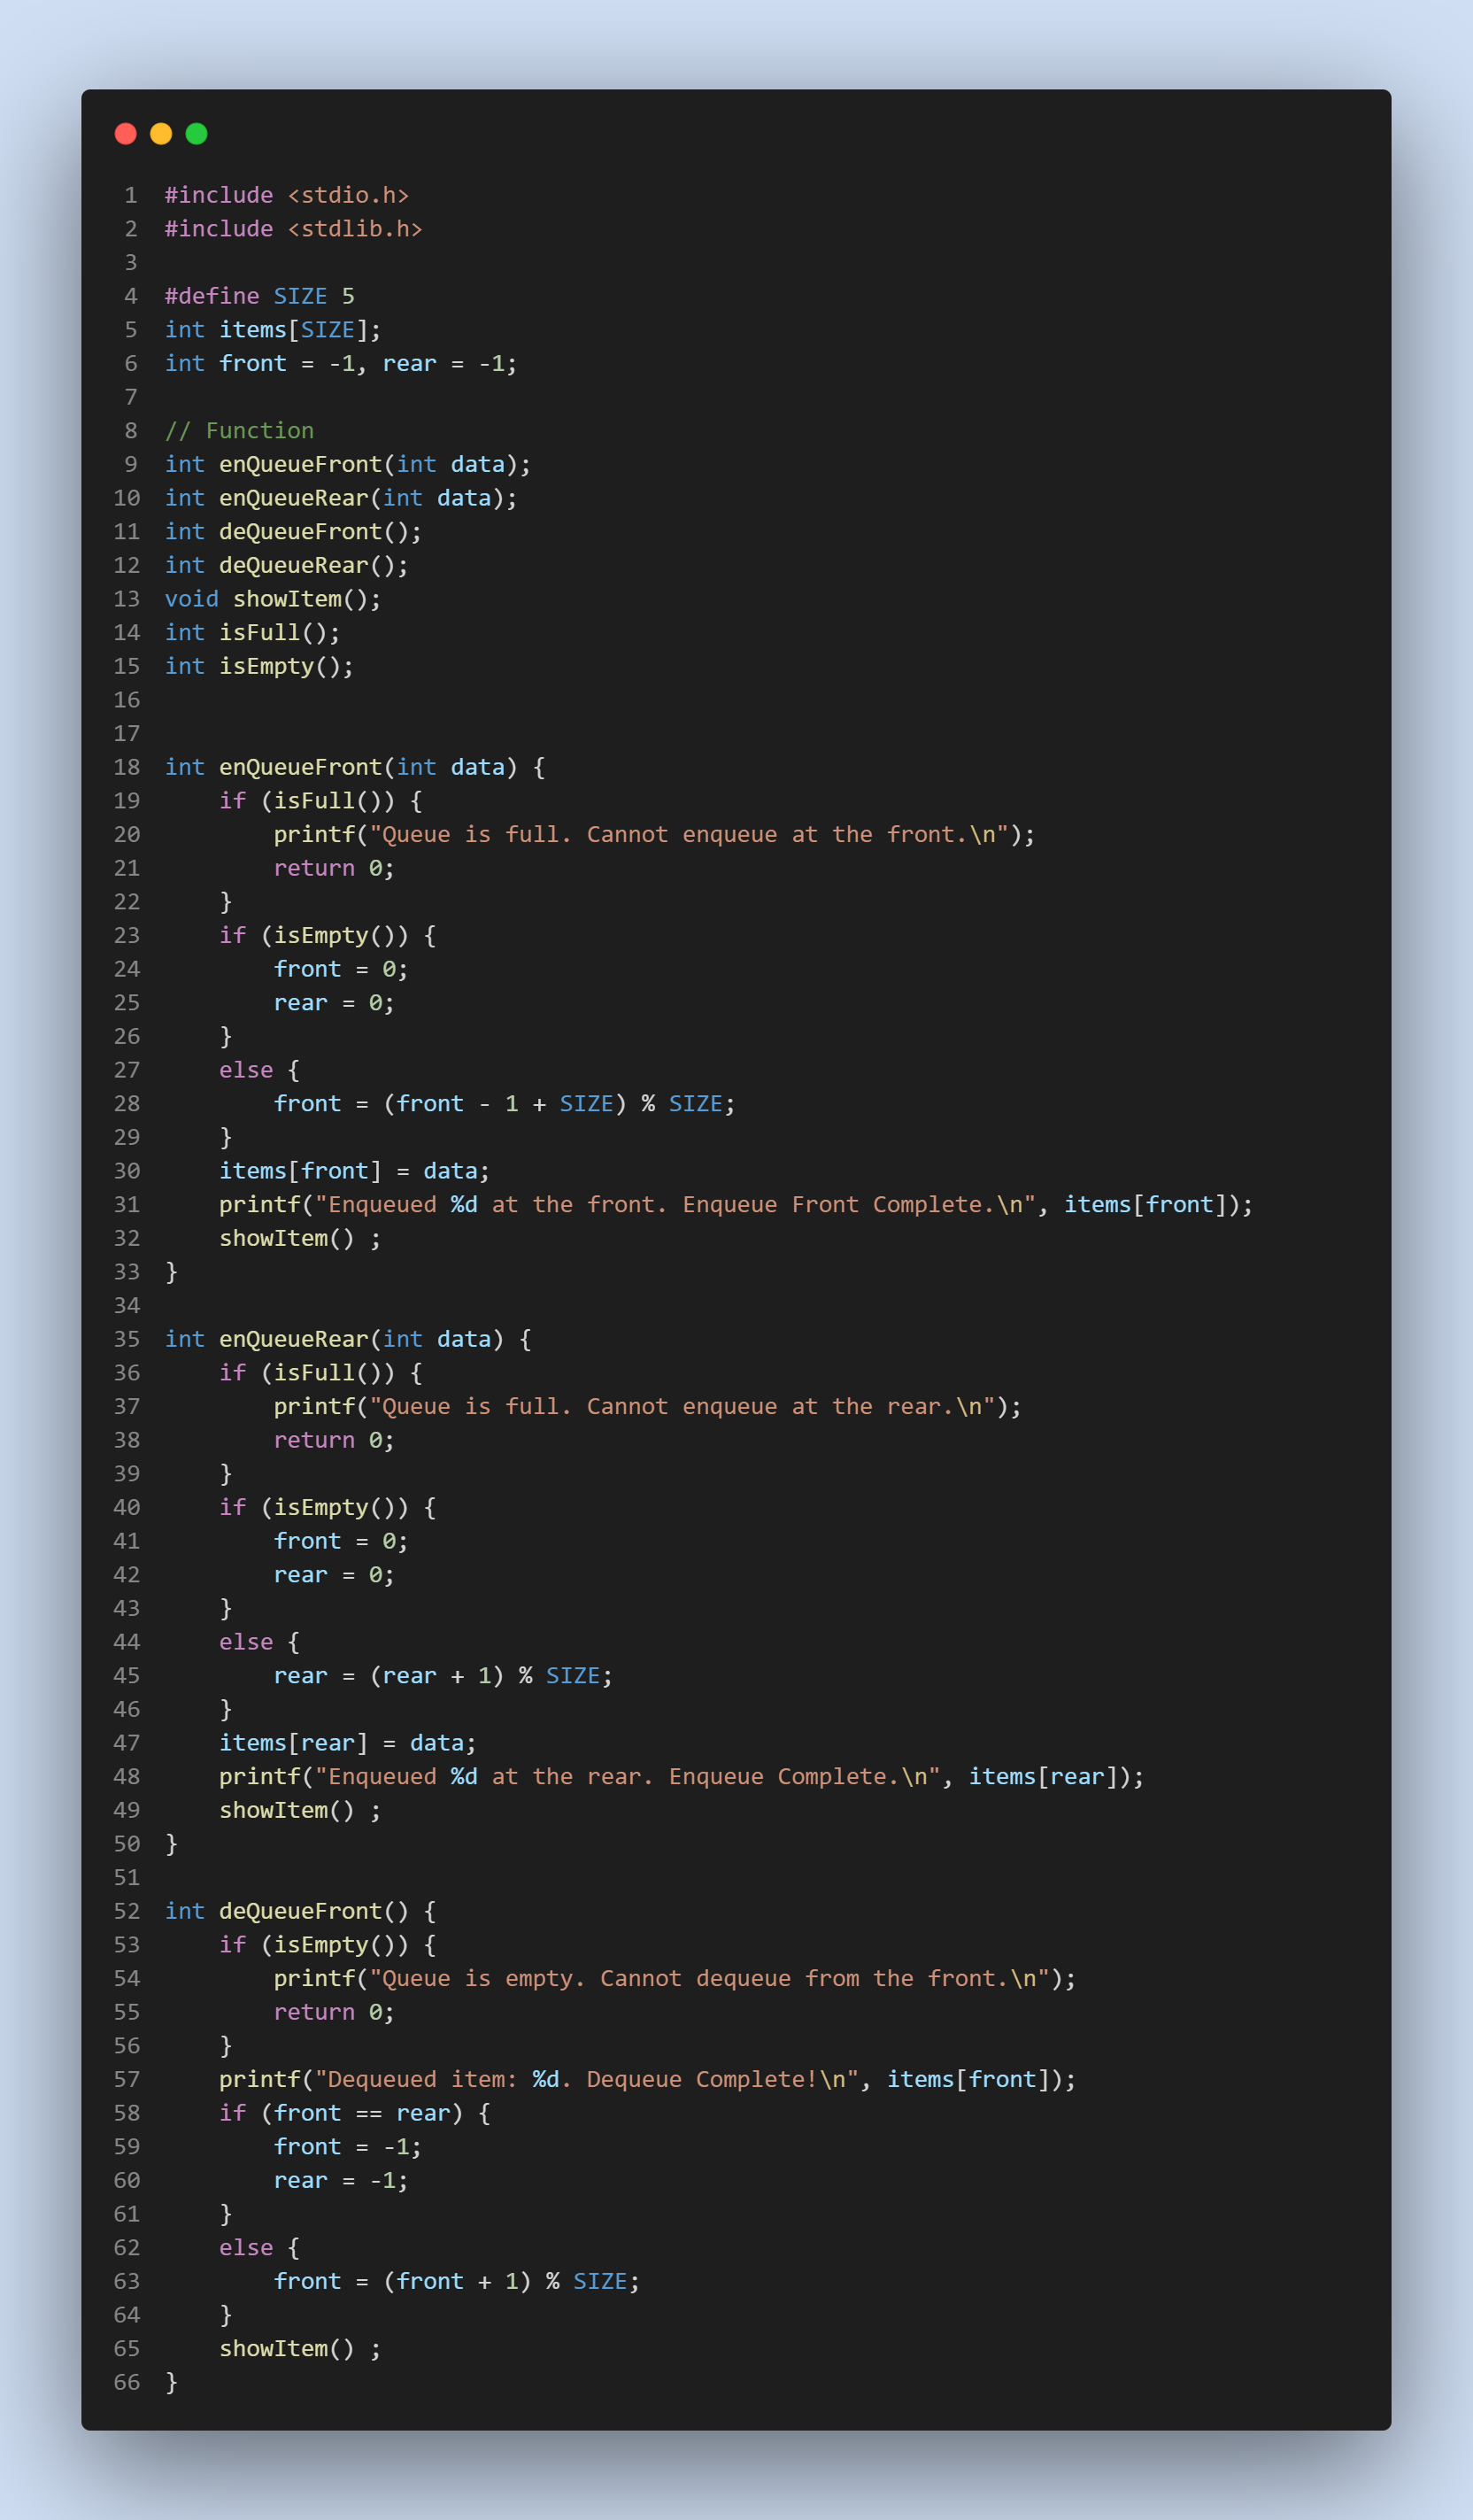 1 #include <stdio.h>
2 #include <stdlib.h>
3
4 #define SIZE 5
5 int items[SIZE];
6 int front = -1, rear = -1;
7
8 // Function
9 int enQueueFront(int data);
10 int enQueueRear(int data);
11 int deQueueFront();
12 int deQueueRear();
13 void showItem();
14 int isFull();
15 int isEmpty();
16
17
18 int enQueueFront(int data) {
19     if (isFull()) {
20         printf("Queue is full. Cannot enqueue at the front.\n");
21         return 0;
22     }
23     if (isEmpty()) {
24         front = 0;
25         rear = 0;
26     }
27     else {
28         front = (front - 1 + SIZE) % SIZE;
29     }
30     items[front] = data;
31     printf("Enqueued %d at the front. Enqueue Front Complete.\n", items[front]);
32     showItem() ;
33 }
34
35 int enQueueRear(int data) {
36     if (isFull()) {
37         printf("Queue is full. Cannot enqueue at the rear.\n");
38         return 0;
39     }
40     if (isEmpty()) {
41         front = 0;
42         rear = 0;
43     }
44     else {
45         rear = (rear + 1) % SIZE;
46     }
47     items[rear] = data;
48     printf("Enqueued %d at the rear. Enqueue Complete.\n", items[rear]);
49     showItem() ;
50 }
51
52 int deQueueFront() {
53     if (isEmpty()) {
54         printf("Queue is empty. Cannot dequeue from the front.\n");
55         return 0;
56     }
57     printf("Dequeued item: %d. Dequeue Complete!\n", items[front]);
58     if (front == rear) {
59         front = -1;
60         rear = -1;
61     }
62     else {
63         front = (front + 1) % SIZE;
64     }
65     showItem() ;
66 }